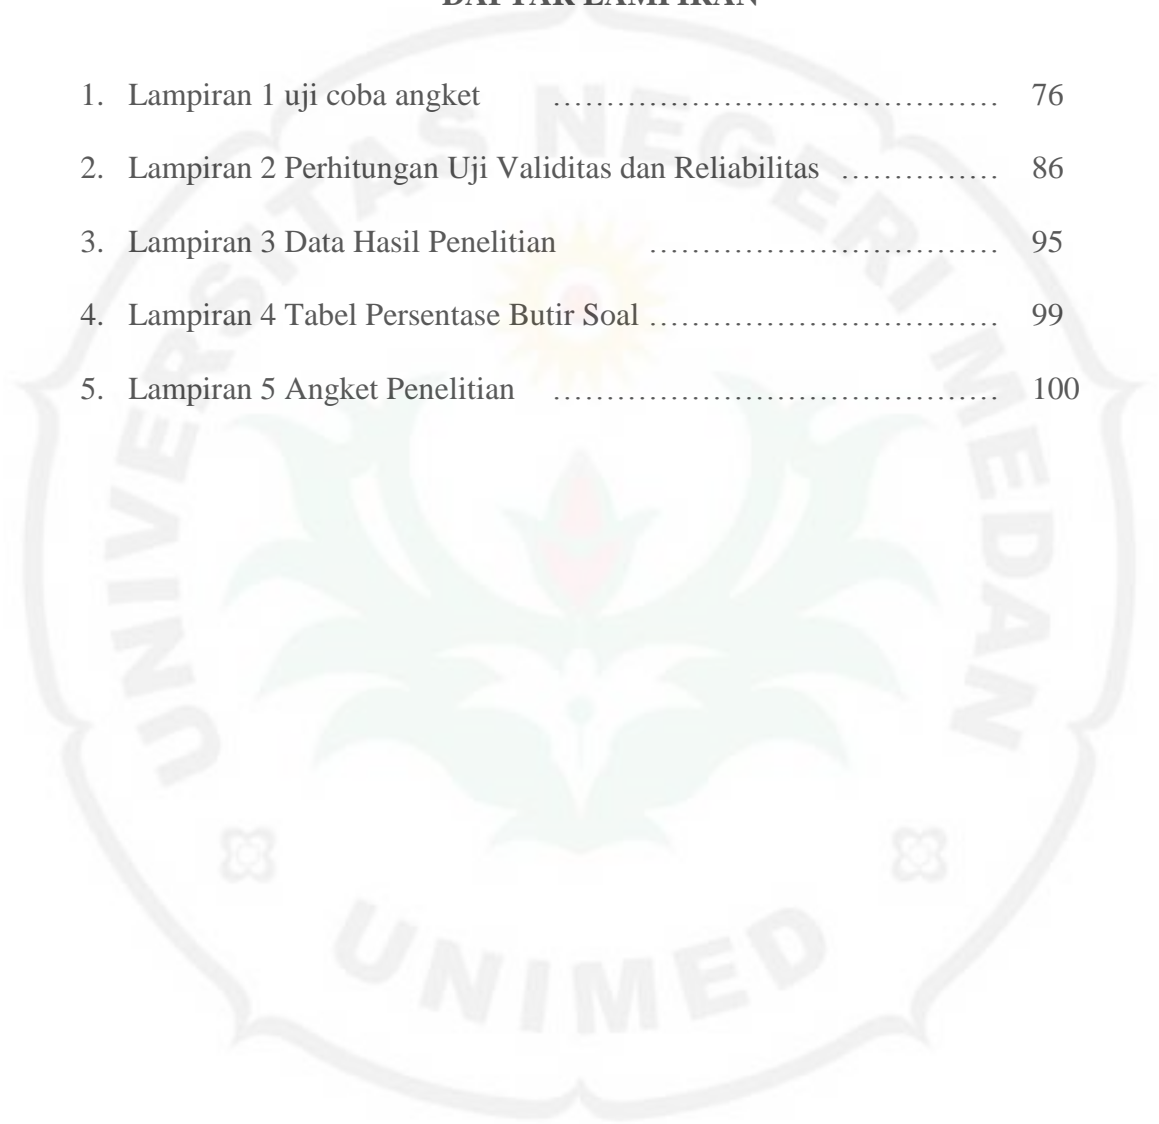 DAFTAR LAMPIRAN
1. Lampiran 1 uji coba angket ........................................ 76
2. Lampiran 2 Perhitungan Uji Validitas dan Reliabilitas ............... 86
3. Lampiran 3 Data Hasil Penelitian ................................. 95
4. Lampiran 4 Tabel Persentase Butir Soal ................................. 99
5. Lampiran 5 Angket Penelitian ........................................ 100
UNIVERSITAS NEGERI MEDAN
UNIMED